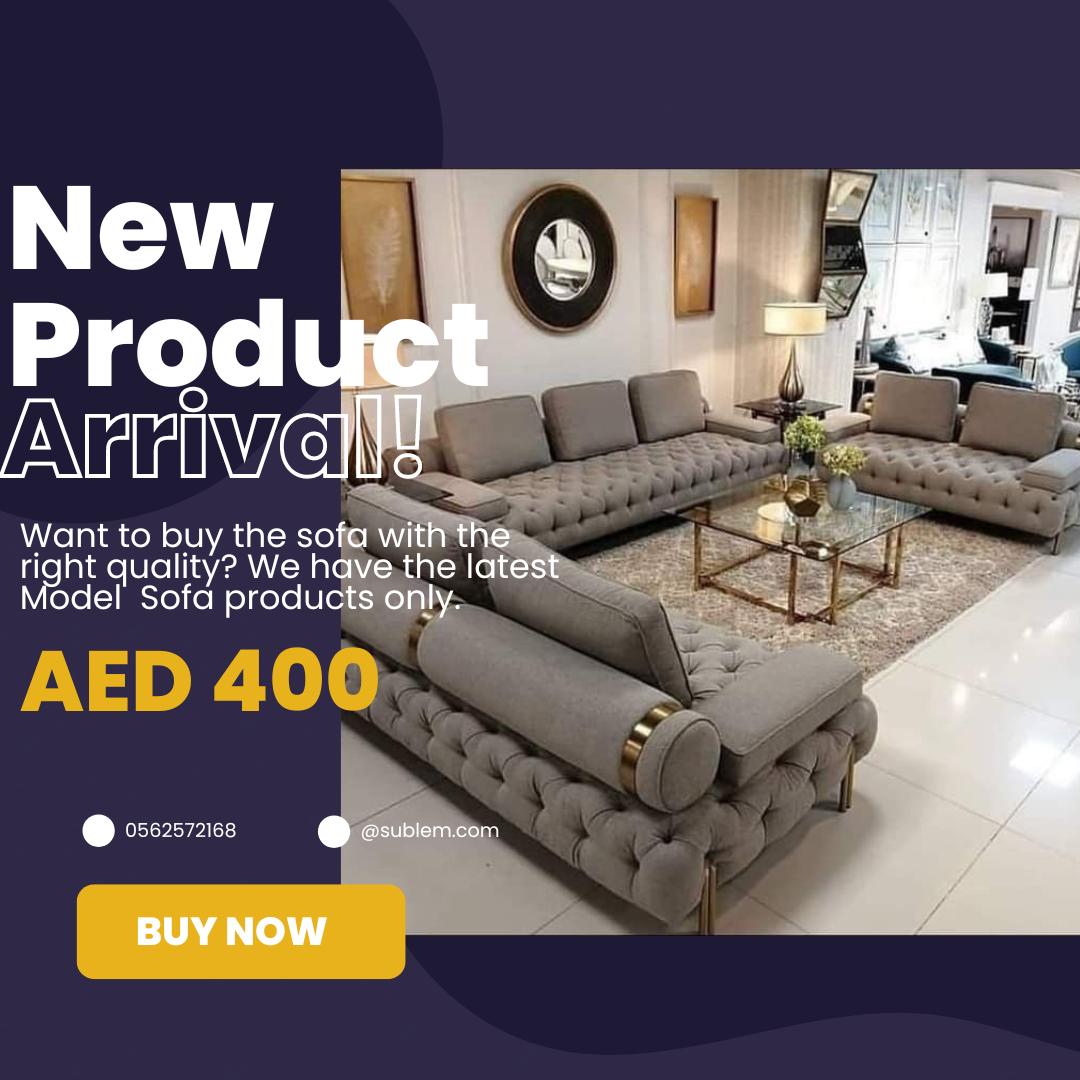 New
Product
Arrival!
Want to buy the sofa with the
right quality? We have the latest
Model  Sofa products only.
AED 400
0562572168
@sublem.com
BUY NOW